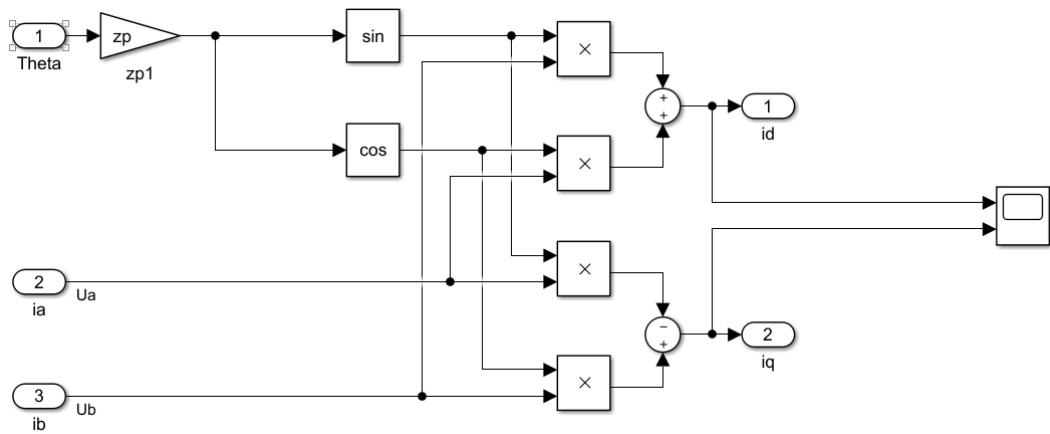 1
Theta
zp
zp1
sin
cos
×
×
×
×
+
+
−
+
1
id
2
ia
Ua
3
ib
Ub
2
iq